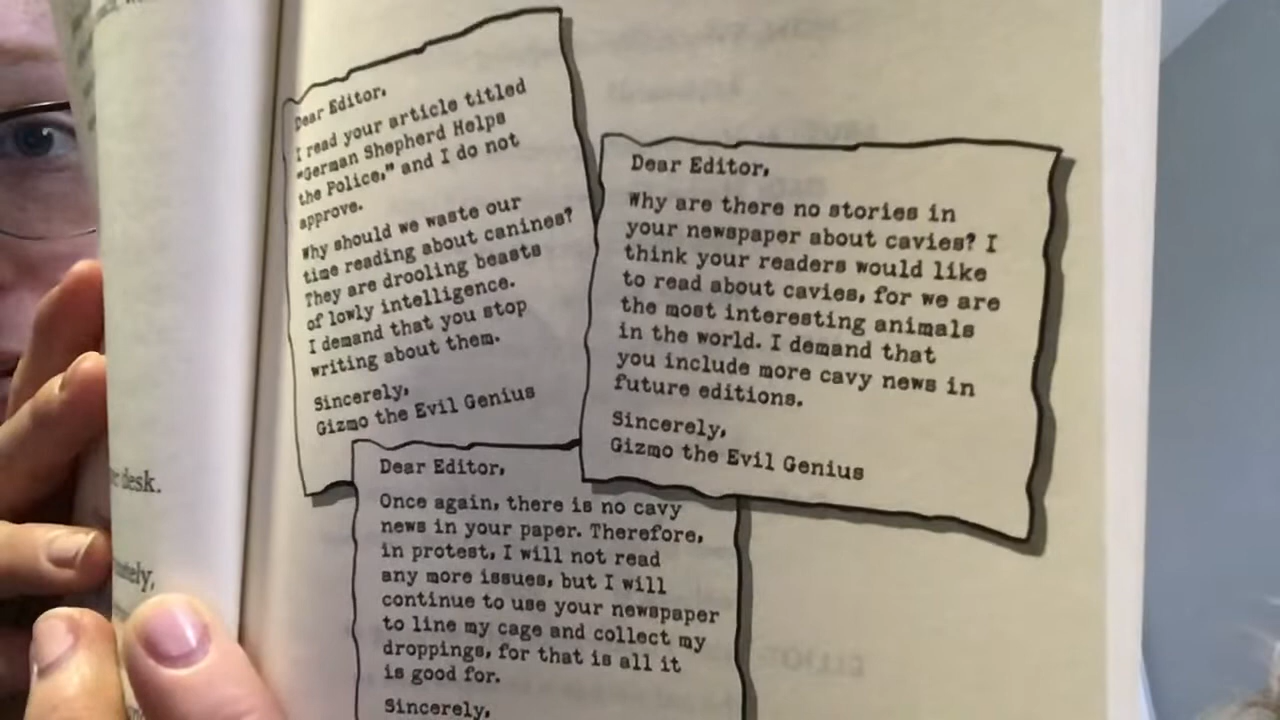 desk.
Dear Editor,
I read your article titled
"German Shepherd Helps
the Police," and I do not
approve.
Why should we waste our
time reading about canines?
They are drooling beasts
of lowly intelligence.
I demand that you stop
writing about them.
Sincerely,
Gizmo the Evil Genius
Dear Editor,
Why are there no stories in
your newspaper about cavies? I
think your readers would like
to read about cavies, for we are
the most interesting animals
in the world. I demand that
you include more cavy news in
future editions.
Sincerely,
Gizmo the Evil Genius
Dear Editor,
Once again, there is no cavy
news in your paper. Therefore,
in protest, I will not read
any more issues, but I will
continue to use your newspaper
to line my cage and collect my
droppings, for that is all it
is good for.
Sincerely,